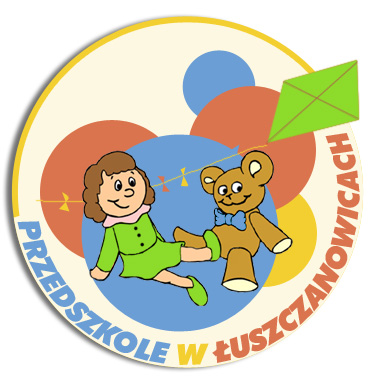 PRZEDSZKOLE W ŁUSZCZANOWICACH